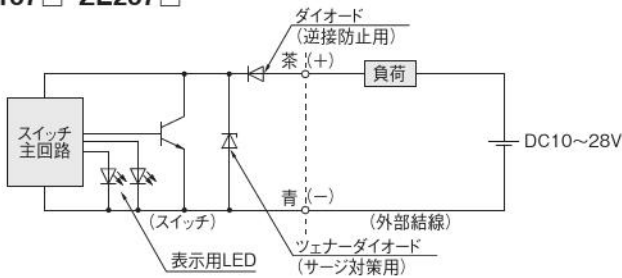 ダイオード
(逆接防止用)
茶 (+)
負荷
スイッチ
主回路
DC10～28V
青 (−)
(スイッチ)
(外部結線)
表示用LED
ツェナーダイオード
(サージ対策用)